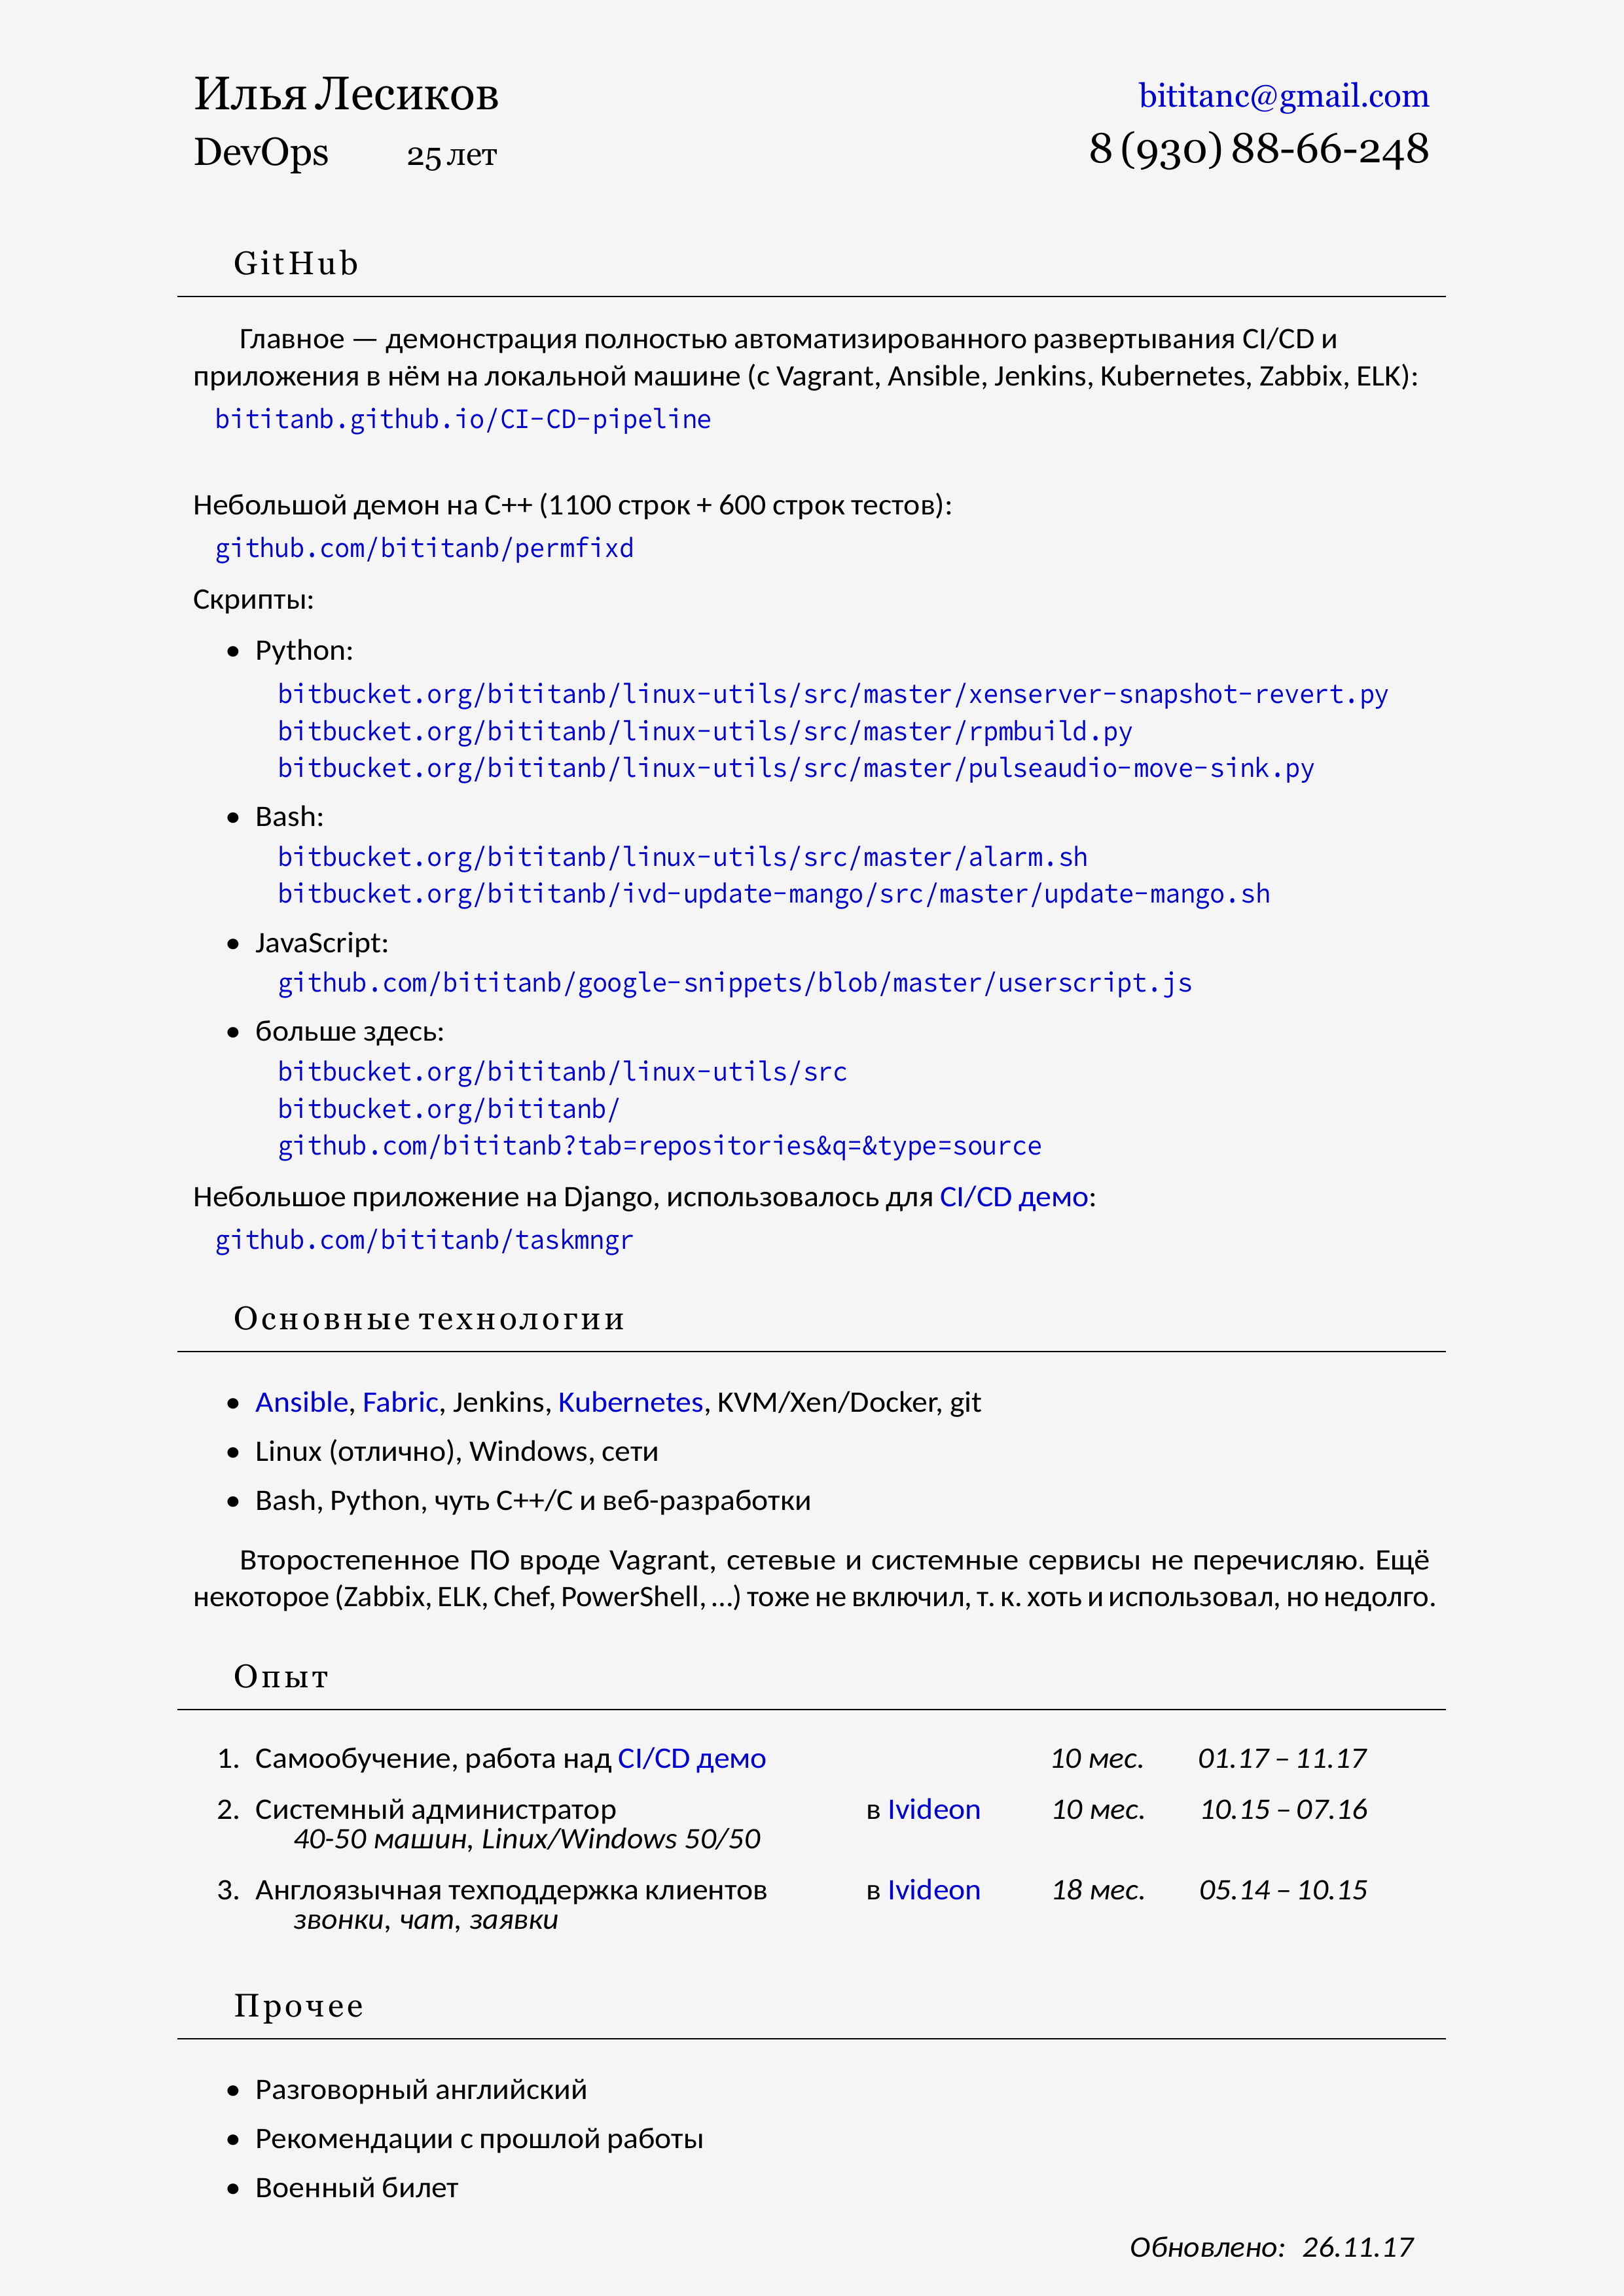 Илья Лесиков
bititanc@gmail.com
DevOps 25 лет
8 (930) 88-66-248
GitHub
Главное — демонстрация полностью автоматизированного развертывания CI/CD и
приложения в нём на локальной машине (с Vagrant, Ansible, Jenkins, Kubernetes, Zabbix, ELK):
bititanb.github.io/CI-CD-pipeline
Небольшой демон на C++ (1100 строк + 600 строк тестов):
github.com/bititanb/permfixd
Скрипты:
• Python:
bitbucket.org/bititanb/linux-utils/src/master/xenserver-snapshot-revert.py
bitbucket.org/bititanb/linux-utils/src/master/rpmbuild.py
bitbucket.org/bititanb/linux-utils/src/master/pulseaudio-move-sink.py
• Bash:
bitbucket.org/bititanb/linux-utils/src/master/alarm.sh
bitbucket.org/bititanb/ivd-update-mango/src/master/update-mango.sh
• JavaScript:
github.com/bititanb/google-snippets/blob/master/userscript.js
• больше здесь:
bitbucket.org/bititanb/linux-utils/src
bitbucket.org/bititanb/
github.com/bititanb?tab=repositories&q=&type=source
Небольшое приложение на Django, использовалось для CI/CD демо:
github.com/bititanb/taskmngr
Основные технологии
• Ansible, Fabric, Jenkins, Kubernetes, KVM/Xen/Docker, git
• Linux (отлично), Windows, сети
• Bash, Python, чуть C++/C и веб-разработки
Второстепенное ПО вроде Vagrant, сетевые и системные сервисы не перечисляю. Ещё
некоторое (Zabbix, ELK, Chef, PowerShell, …) тоже не включил, т. к. хоть и использовал, но недолго.
Опыт
1. Самообучение, работа над CI/CD демо 10 мес. 01.17 – 11.17
2. Системный администратор в Ivideon 10 мес. 10.15 – 07.16
40-50 машин, Linux/Windows 50/50
3. Англоязычная техподдержка клиентов в Ivideon 18 мес. 05.14 – 10.15
звонки, чат, заявки
Прочее
• Разговорный английский
• Рекомендации с прошлой работы
• Военный билет
Обновлено: 26.11.17